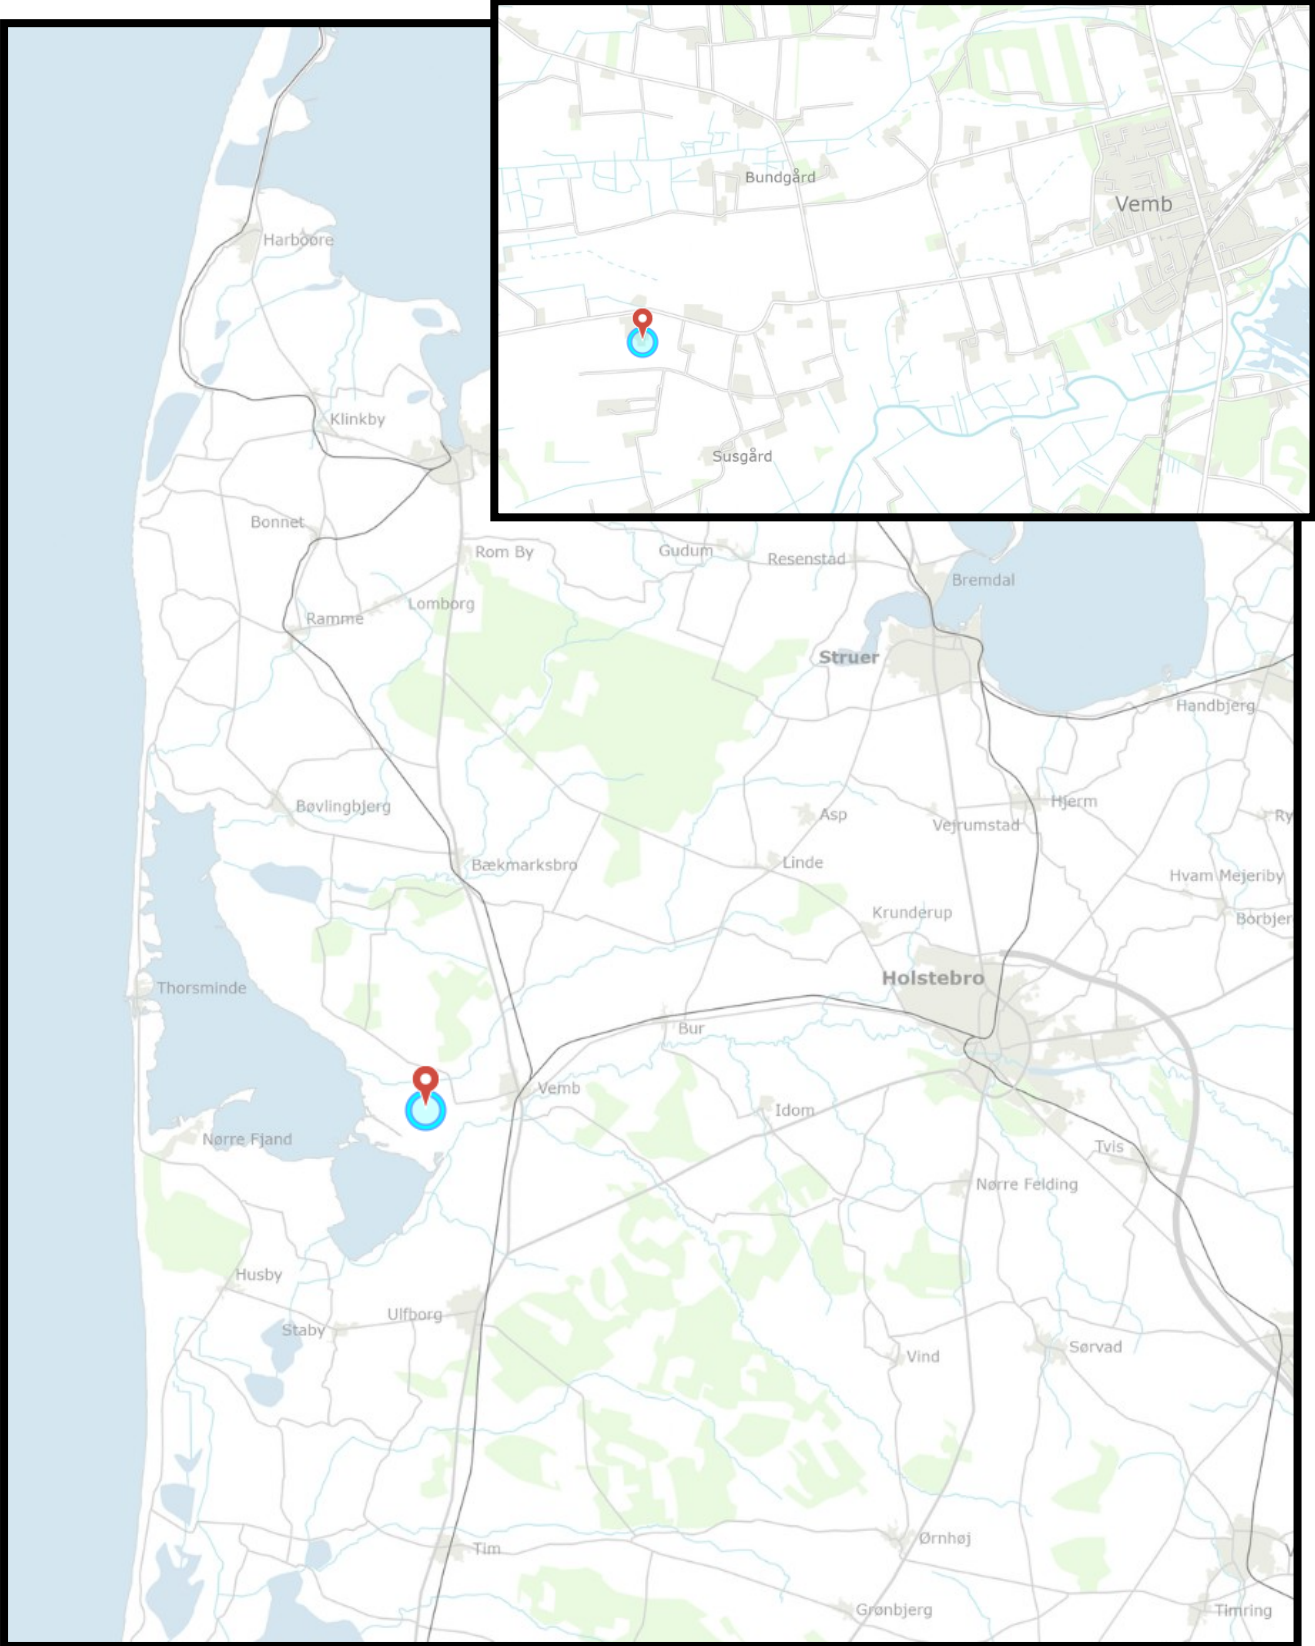 Bundgård
Vemb
Susgård
Harboøre
Klinkby
Bonnet
Rom By
Gudum
Resenstad
Bremdal
Lomborg
Ramme
Struer
Handbjerg
Bøvlingbjerg
Hjerm
Asp
Vejrumstad
Ry
Linde
Bækmarksbro
Hvam Mejeriby
Krunderup
Borbjer
Holstebro
Thorsminde
Bur
Vemb
Idom
Nørre Fjand
Tvis
Nørre Felding
Husby
Ulfborg
Staby
Sørvad
Vind
Ørnhøj
Tim
Grønbjerg
Timring